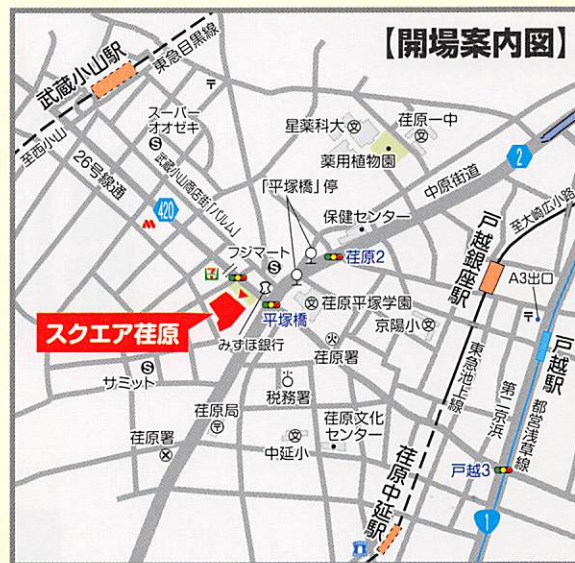 【開場案内図】
武蔵小山駅
東急目黒線
至西小山
スーパー
オオゼキ
26号線通
武蔵小山商店街「パルム」
420
星薬科大
荏原一中
薬用植物園
2
中原街道
「平塚橋」停
保健センター
至大崎広小路
フジマート
荏原2
戸越銀座駅
A3出口
スクエア荏原
平塚橋
みずほ銀行
荏原平塚学園
京陽小
荏原署
戸越駅
サミット
東急池上線
第二京浜
都営浅草線
税務署
荏原局
荏原署
中延小
荏原文化
センター
荏原中延駅
戸越3
1